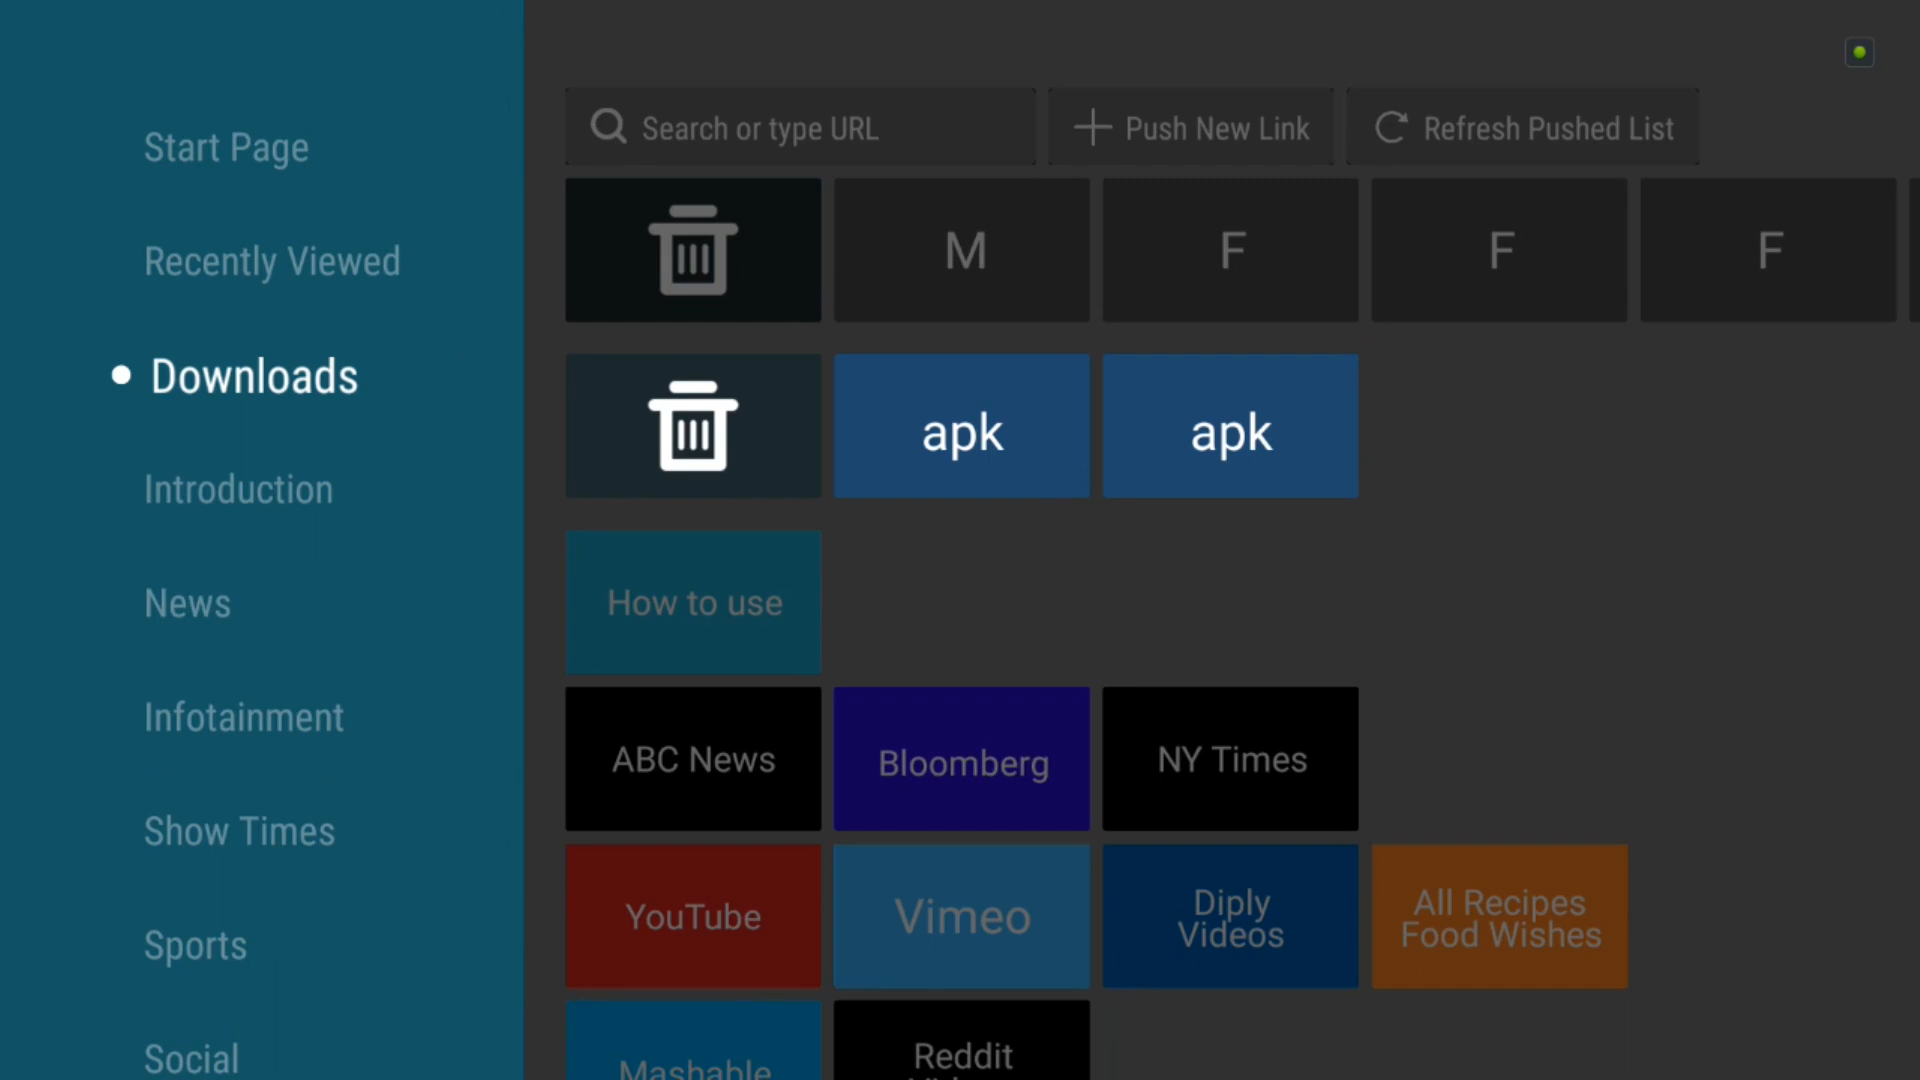 Start Page
Recently Viewed
Downloads
Introduction
News
Infotainment
Show Times
Sports
Social
Search or type URL
Push New Link
Refresh Pushed List
M
F
F
F
apk
apk
How to use
ABC News
Bloomberg
NY Times
YouTube
Vimeo
Diply
Videos
All Recipes
Food Wishes
Mashable
Reddit